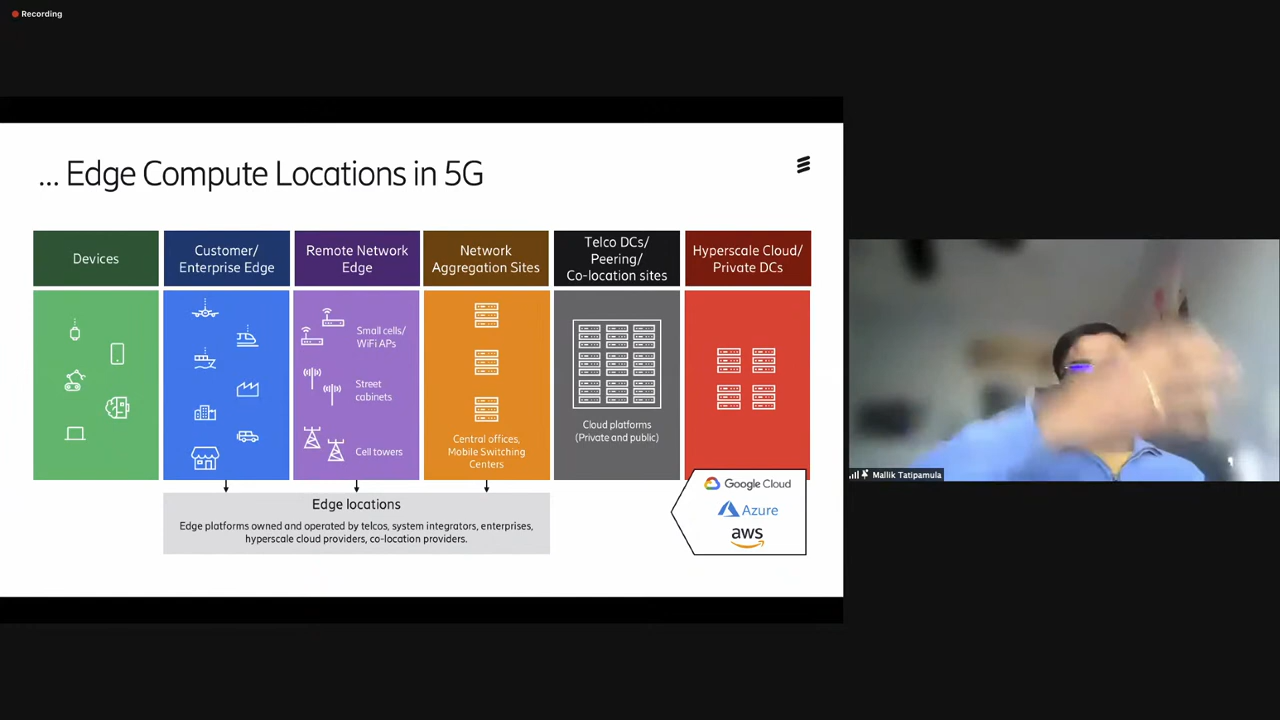 Recording
... Edge Compute Locations in 5G
Devices
Customer/
Enterprise Edge
Remote Network
Edge
Network
Aggregation Sites
Telco DCs/
Peering/
Co-location sites
Hyperscale Cloud/
Private DCs
Small cells/
WiFi APs
Street
cabinets
Cell towers
Central offices,
Mobile Switching
Centers
Cloud platforms
(Private and public)
Edge locations
Edge platforms owned and operated by telcos, system integrators, enterprises,
hyperscale cloud providers, co-location providers.
Google Cloud
Azure
aws
Mallik Tatipamula